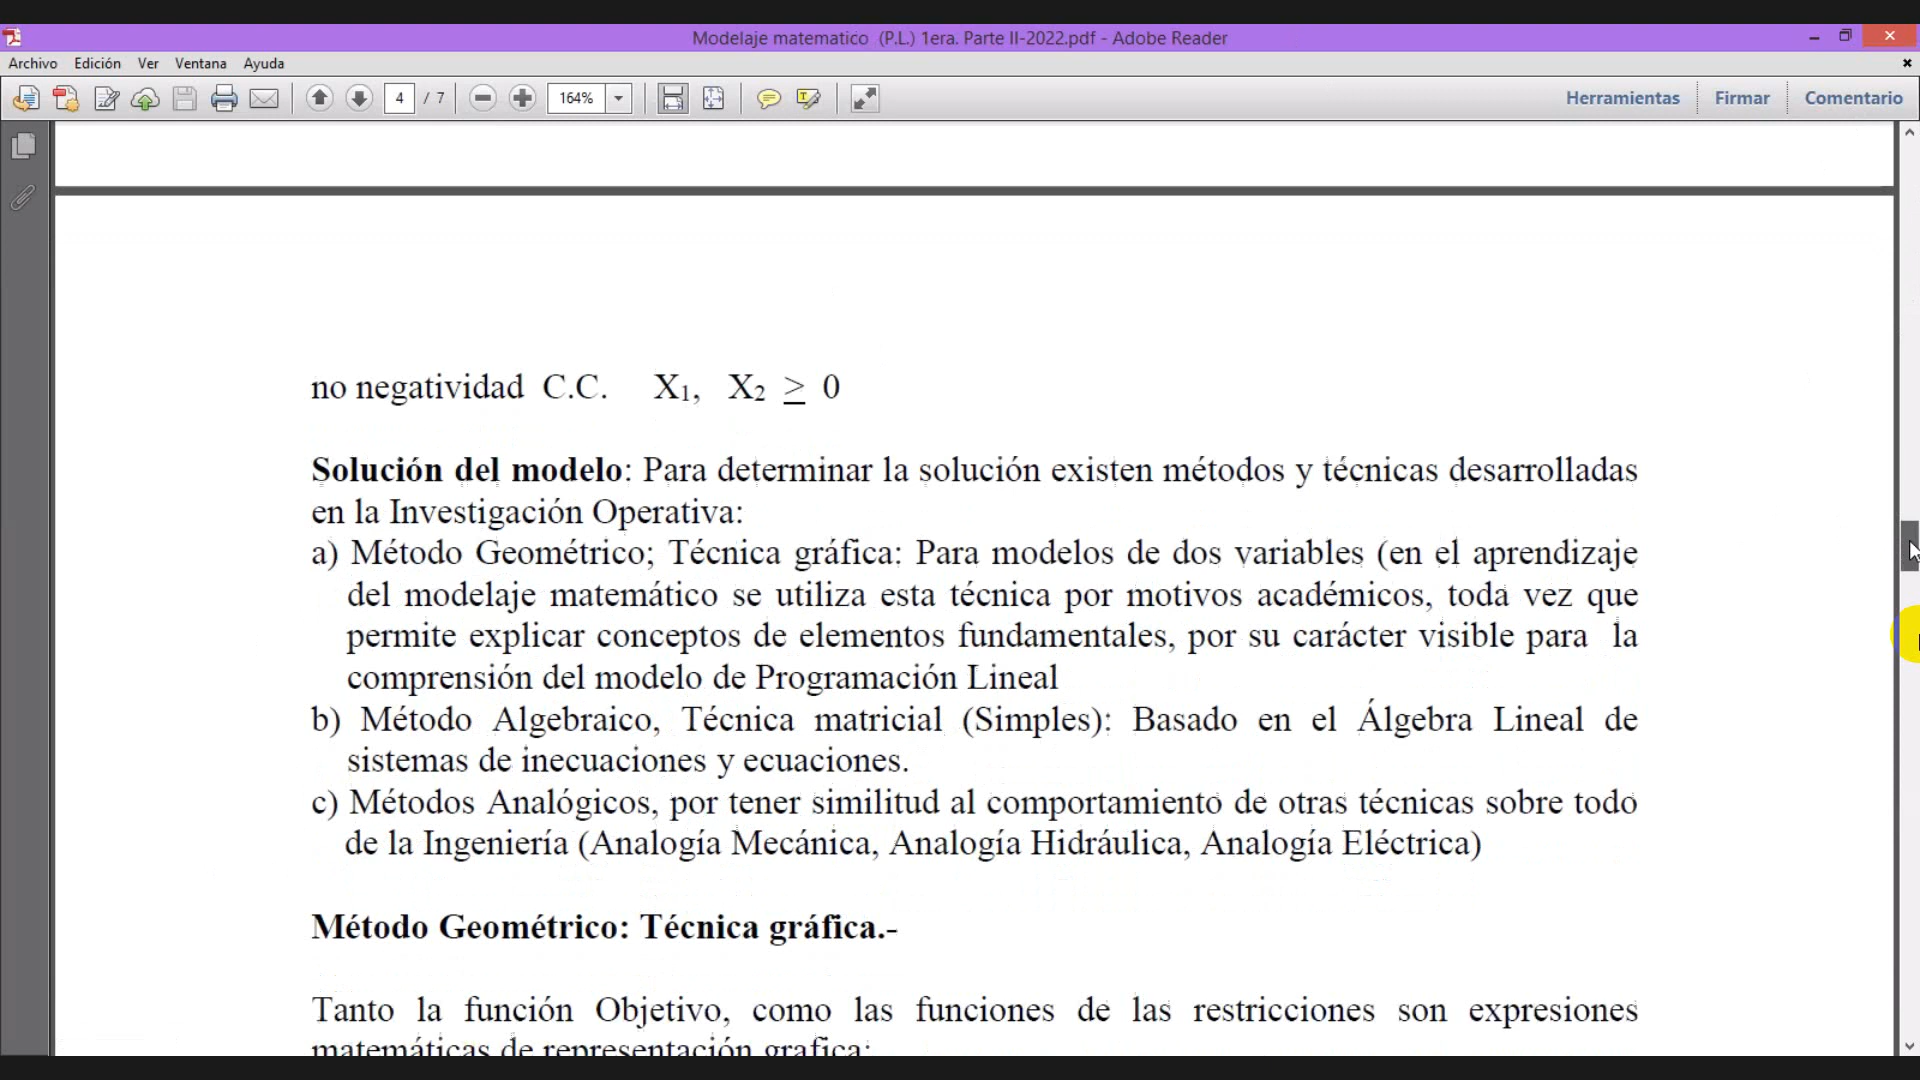 Modelaje matematico (P.L.) 1era. Parte II-2022.pdf - Adobe Reader
Archivo Edición Ver Ventana Ayuda
4 / 7 164% Herramientas Firmar Comentario
no negatividad C.C. X₁, X₂ ≥ 0
Solución del modelo: Para determinar la solución existen métodos y técnicas desarrolladas
en la Investigación Operativa:
a) Método Geométrico; Técnica gráfica: Para modelos de dos variables (en el aprendizaje
del modelaje matemático se utiliza esta técnica por motivos académicos, toda vez que
permite explicar conceptos de elementos fundamentales, por su carácter visible para la
comprensión del modelo de Programación Lineal
b) Método Algebraico, Técnica matricial (Simples): Basado en el Álgebra Lineal de
sistemas de inecuaciones y ecuaciones.
c) Métodos Analógicos, por tener similitud al comportamiento de otras técnicas sobre todo
de la Ingeniería (Analogía Mecánica, Analogía Hidráulica, Analogía Eléctrica)
Método Geométrico: Técnica gráfica.-
Tanto la función Objetivo, como las funciones de las restricciones son expresiones
matemáticas de representación grafica: